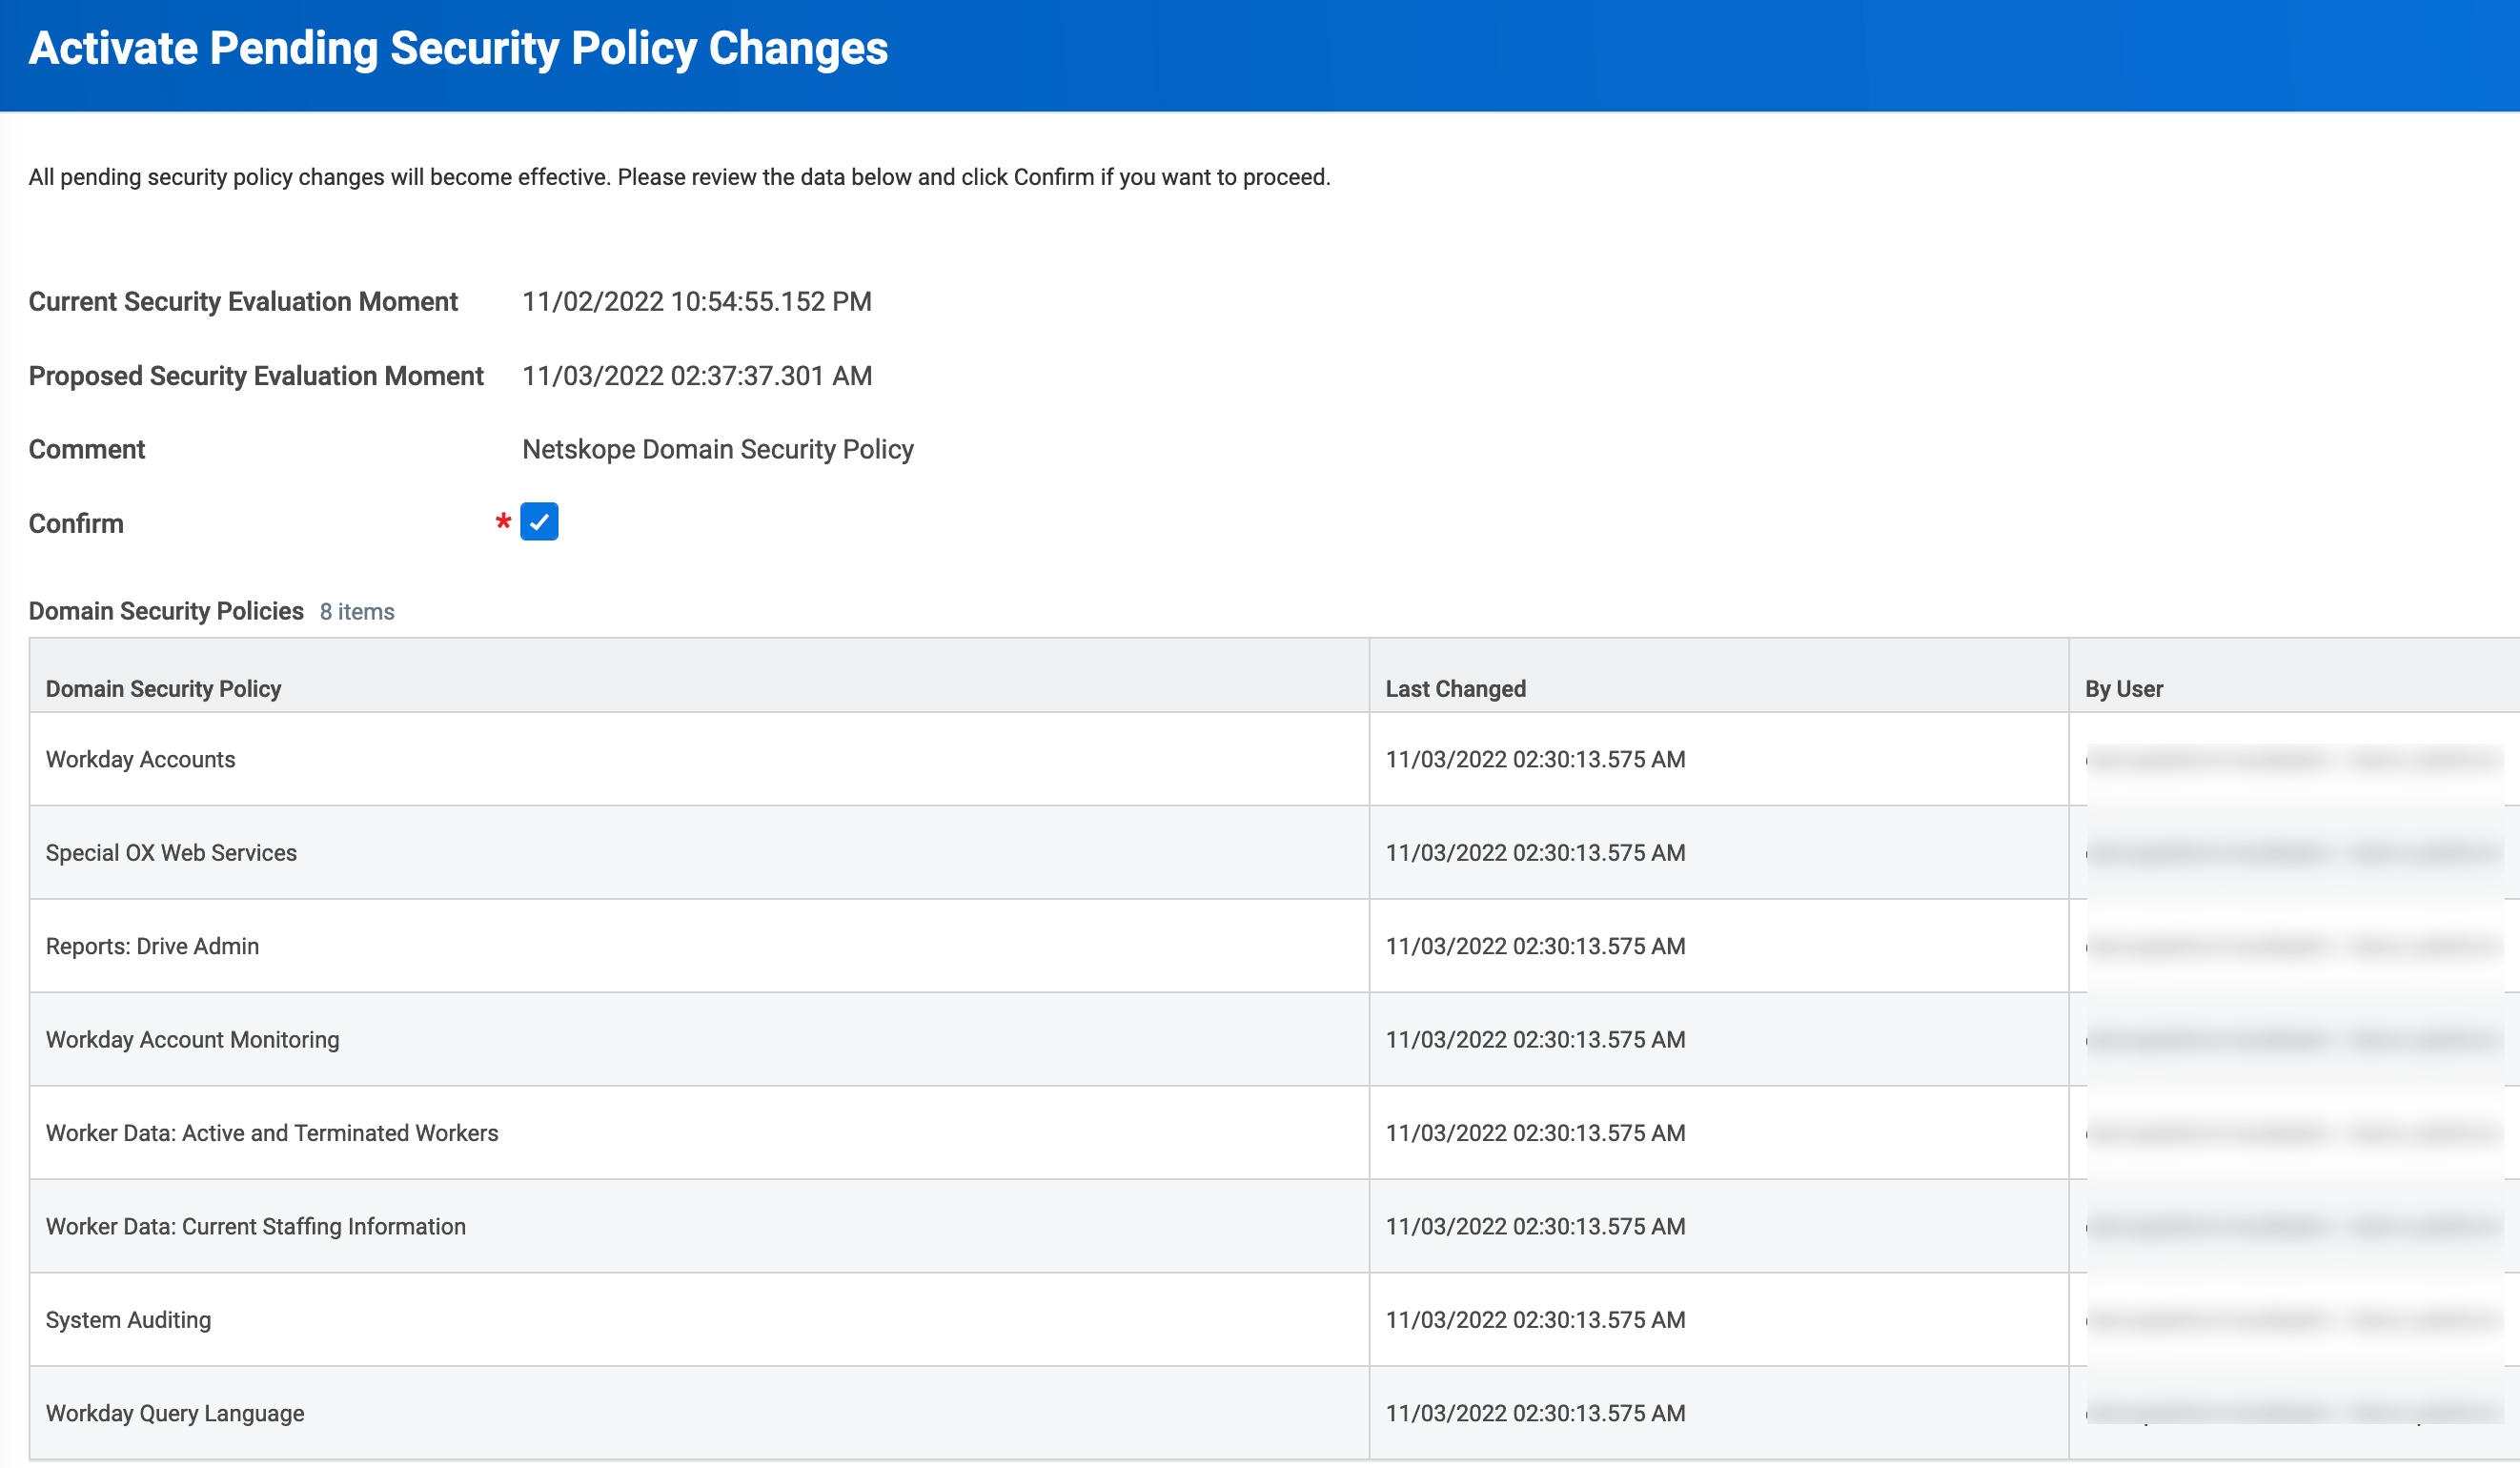 Activate Pending Security Policy Changes
All pending security policy changes will become effective. Please review the data below and click Confirm if you want to proceed.
Current Security Evaluation Moment 11/02/2022 10:54:55.152 PM
Proposed Security Evaluation Moment 11/03/2022 02:37:37.301 AM
Comment Netskope Domain Security Policy
Confirm *
Domain Security Policies 8 items
Domain Security Policy Last Changed By User
Workday Accounts 11/03/2022 02:30:13.575 AM
Special OX Web Services 11/03/2022 02:30:13.575 AM
Reports: Drive Admin 11/03/2022 02:30:13.575 AM
Workday Account Monitoring 11/03/2022 02:30:13.575 AM
Worker Data: Active and Terminated Workers 11/03/2022 02:30:13.575 AM
Worker Data: Current Staffing Information 11/03/2022 02:30:13.575 AM
System Auditing 11/03/2022 02:30:13.575 AM
Workday Query Language 11/03/2022 02:30:13.575 AM